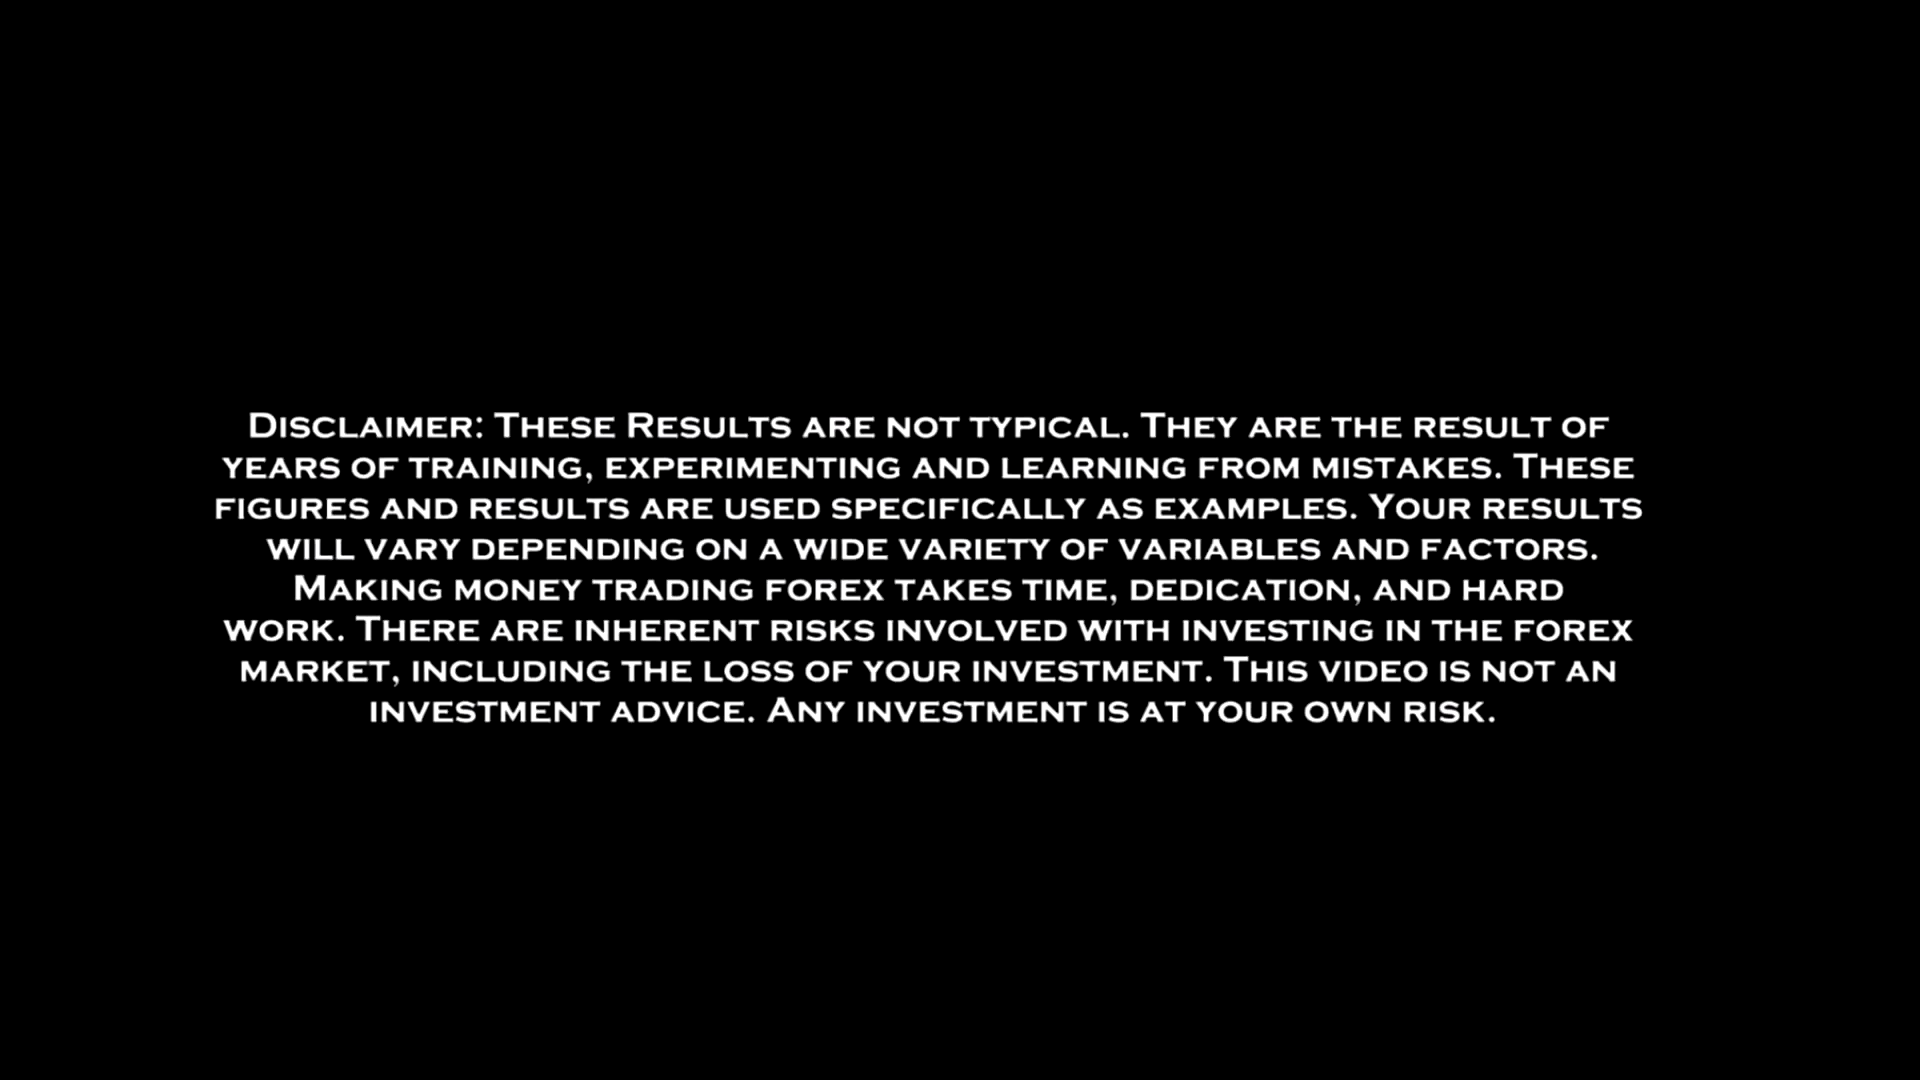 Disclaimer: These Results are not typical. They are the result of
years of training, experimenting and learning from mistakes. These
figures and results are used specifically as examples. Your results
will vary depending on a wide variety of variables and factors.
Making money trading forex takes time, dedication, and hard
work. There are inherent risks involved with investing in the forex
market, including the loss of your investment. This video is not an
investment advice. Any investment is at your own risk.